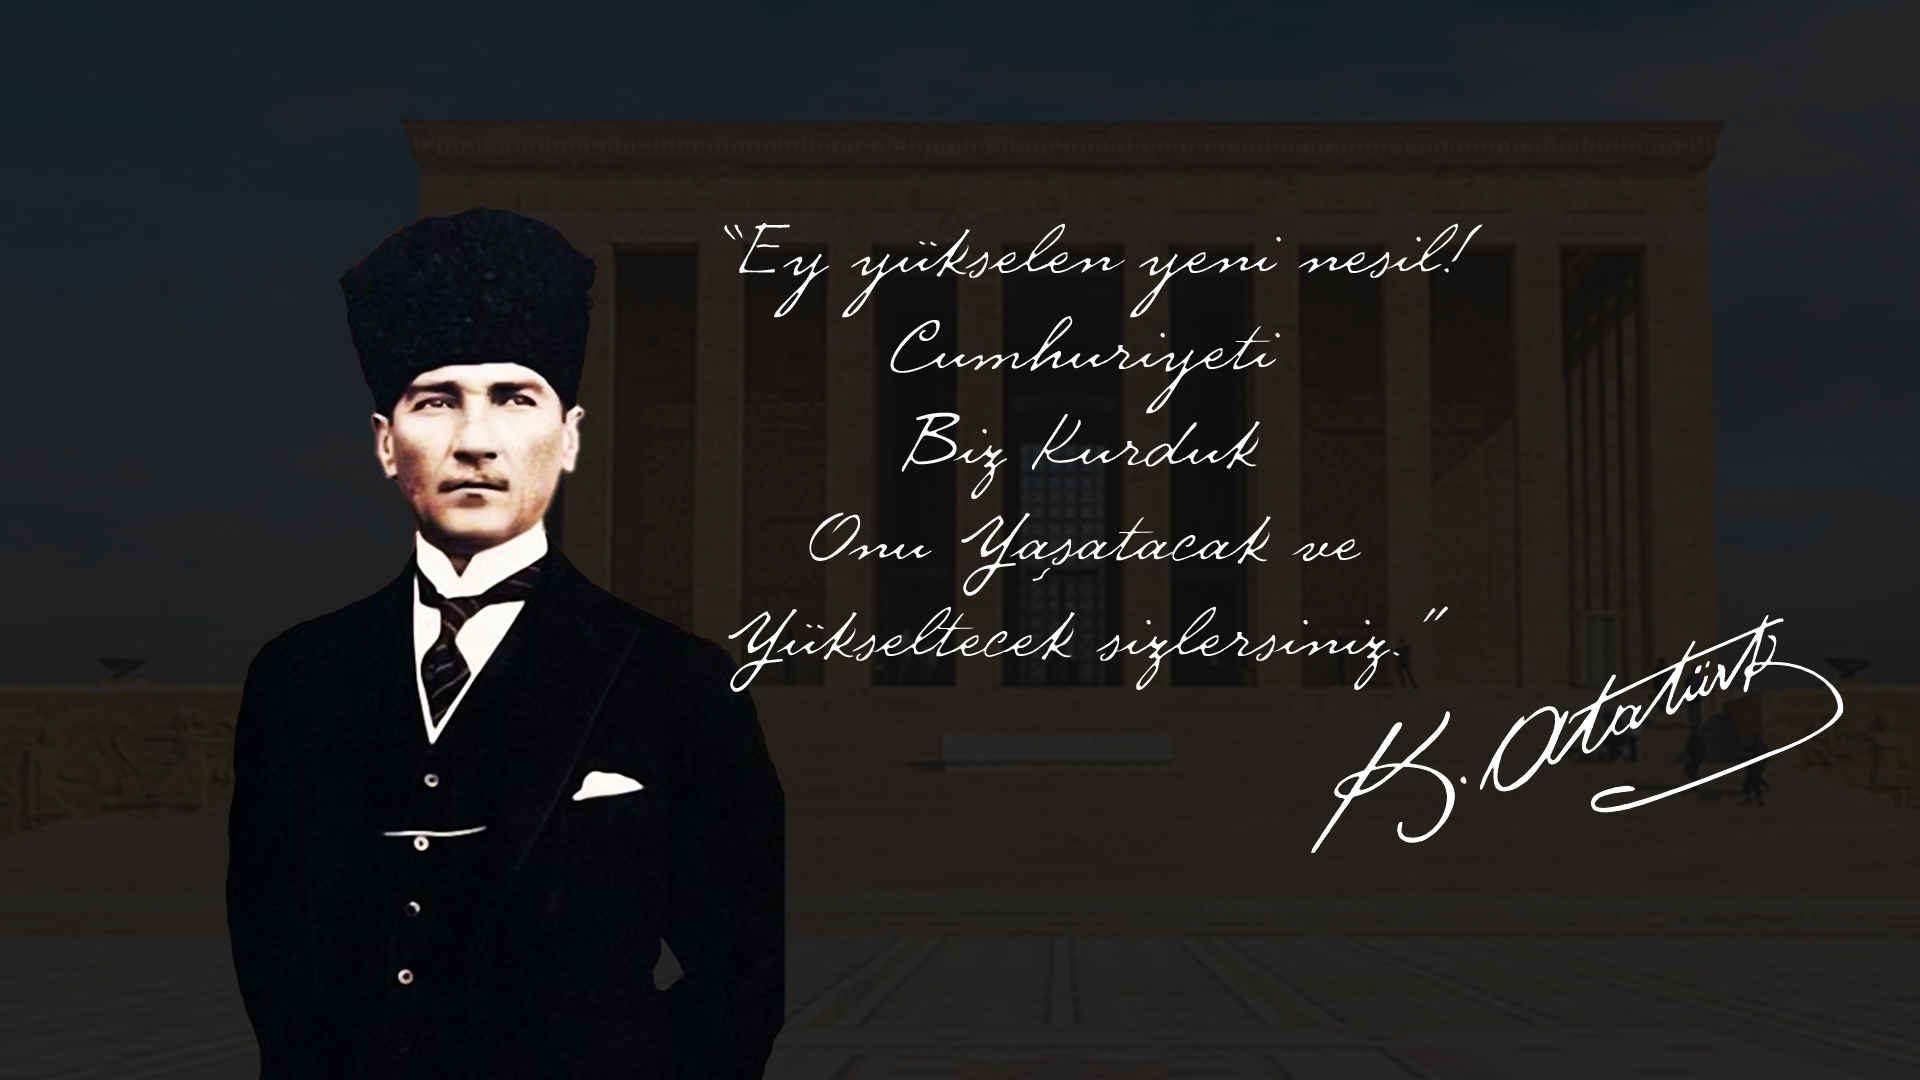 “Ey yükselen yeni nesil!
Cumhuriyeti
Biz Kurduk
Onu Yaşatacak ve
Yükseltecek sizlersiniz.”
K. Atatürk